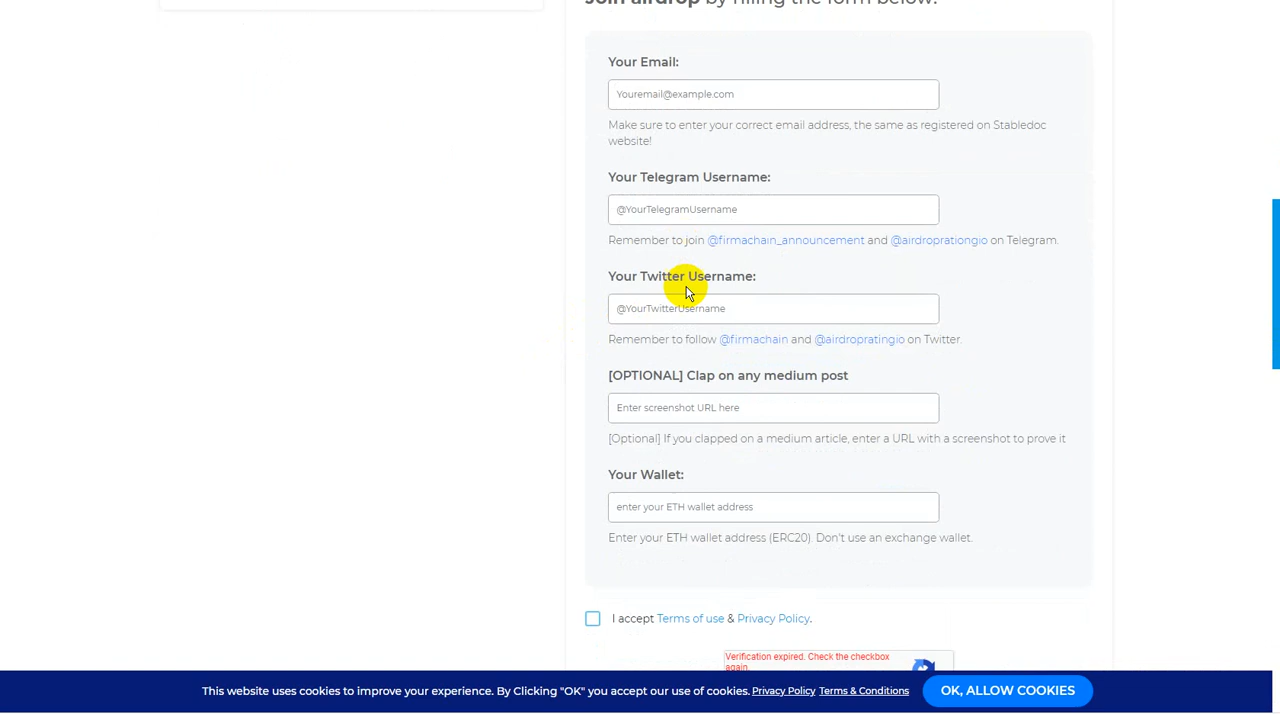 Join airdrop by filling the form below:
Your Email:
Youremail@example.com
Make sure to enter your correct email address, the same as registered on Stabledoc
website!
Your Telegram Username:
@YourTelegramUsername
Remember to join @firmachain_announcement and @airdroprationgio on Telegram.
Your Twitter Username:
@YourTwitterUsername
Remember to follow @firmachain and @airdropratingio on Twitter.
[OPTIONAL] Clap on any medium post
Enter screenshot URL here
[Optional] If you clapped on a medium article, enter a URL with a screenshot to prove it
Your Wallet:
enter your ETH wallet address
Enter your ETH wallet address (ERC20). Don't use an exchange wallet.
I accept Terms of use & Privacy Policy.
Verification expired. Check the checkbox
again.
This website uses cookies to improve your experience. By Clicking "OK" you accept our use of cookies. Privacy Policy Terms & Conditions OK, ALLOW COOKIES